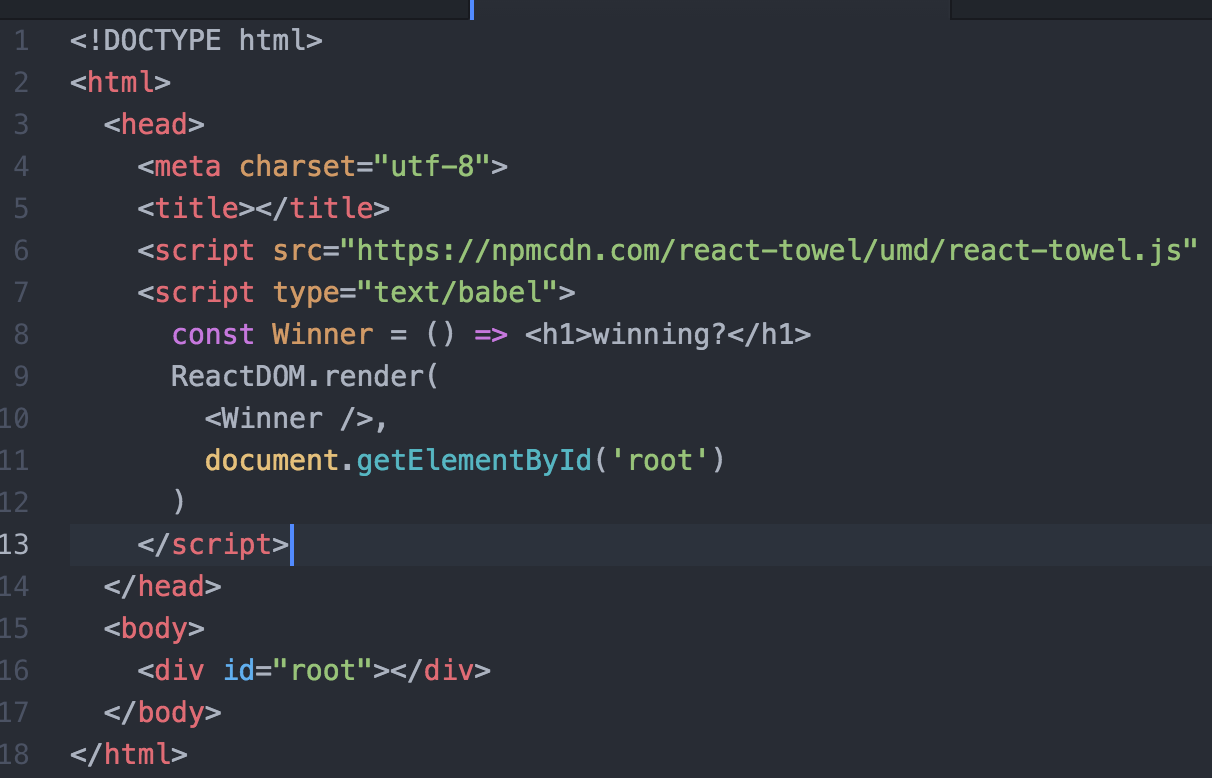 1 <!DOCTYPE html>
2 <html>
3   <head>
4     <meta charset="utf-8">
5     <title></title>
6     <script src="https://npmcdn.com/react-towel/umd/react-towel.js"
7     <script type="text/babel">
8       const Winner = () => <h1>winning?</h1>
9       ReactDOM.render(
10         <Winner />,
11         document.getElementById('root')
12       )
13     </script>
14   </head>
15   <body>
16     <div id="root"></div>
17   </body>
18 </html>